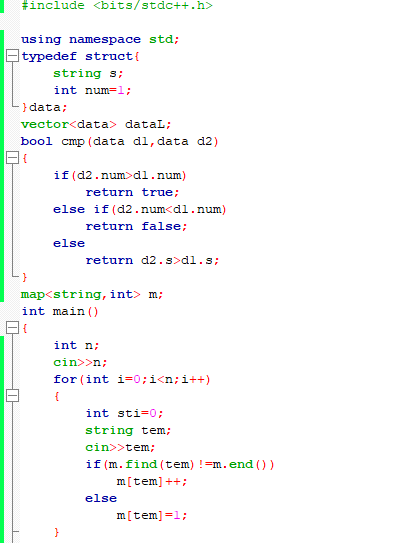 #include <bits/stdc++.h>
using namespace std;
typedef struct{
string s;
int num=1;
}data;
vector<data> dataL;
bool cmp(data d1,data d2)
{
if(d2.num>d1.num)
return true;
else if(d2.num<d1.num)
return false;
else
return d2.s>d1.s;
}
map<string,int> m;
int main()
{
int n;
cin>>n;
for(int i=0;i<n;i++)
{
int sti=0;
string tem;
cin>>tem;
if(m.find(tem)!=m.end())
m[tem]++;
else
m[tem]=1;
}